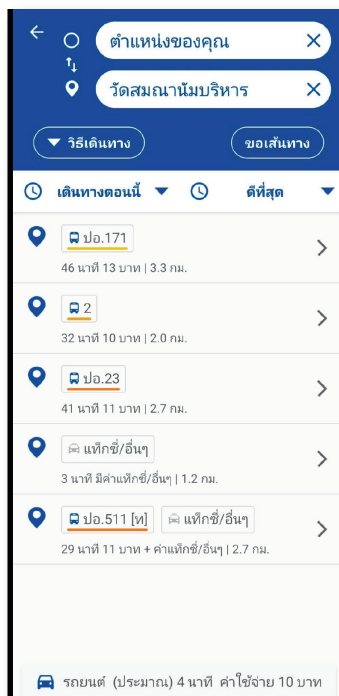 ตำแหน่งของคุณ
วัดสมณานัมบริหาร
วิธีเดินทาง ขอเส้นทาง
เดินทางตอนนี้ ดีที่สุด
ปอ.171
46 นาที 13 บาท | 3.3 กม.
2
32 นาที 10 บาท | 2.0 กม.
ปอ.23
41 นาที 11 บาท | 2.7 กม.
แท็กซี่/อื่นๆ
3 นาที มีค่าแท็กซี่/อื่นๆ | 1.2 กม.
ปอ.511 [ท] แท็กซี่/อื่นๆ
29 นาที 11 บาท + ค่าแท็กซี่/อื่นๆ | 2.7 กม.
รถยนต์ (ประมาณ) 4 นาที ค่าใช้จ่าย 10 บาท